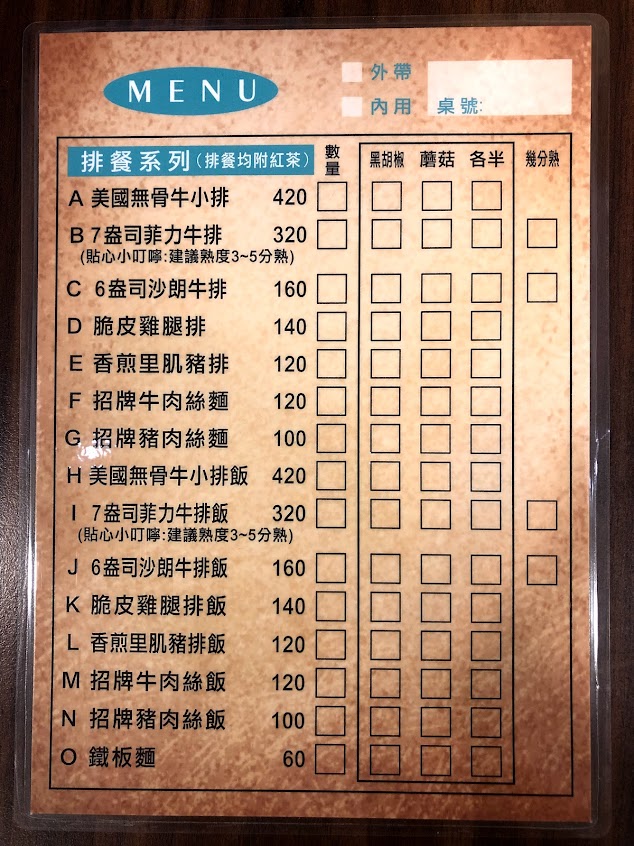 MENU
外帶
內用 桌號:
排餐系列(排餐均附紅茶) 數量 黑胡椒 蘑菇 各半 幾分熟
A 美國無骨牛小排 420
B 7盎司菲力牛排 320
(貼心小叮嚀:建議熟度3~5分熟)
C 6盎司沙朗牛排 160
D 脆皮雞腿排 140
E 香煎里肌豬排 120
F 招牌牛肉絲麵 120
G 招牌豬肉絲麵 100
H 美國無骨牛小排飯 420
I 7盎司菲力牛排飯 320
(貼心小叮嚀:建議熟度3~5分熟)
J 6盎司沙朗牛排飯 160
K 脆皮雞腿排飯 140
L 香煎里肌豬排飯 120
M 招牌牛肉絲飯 120
N 招牌豬肉絲飯 100
O 鐵板麵 60